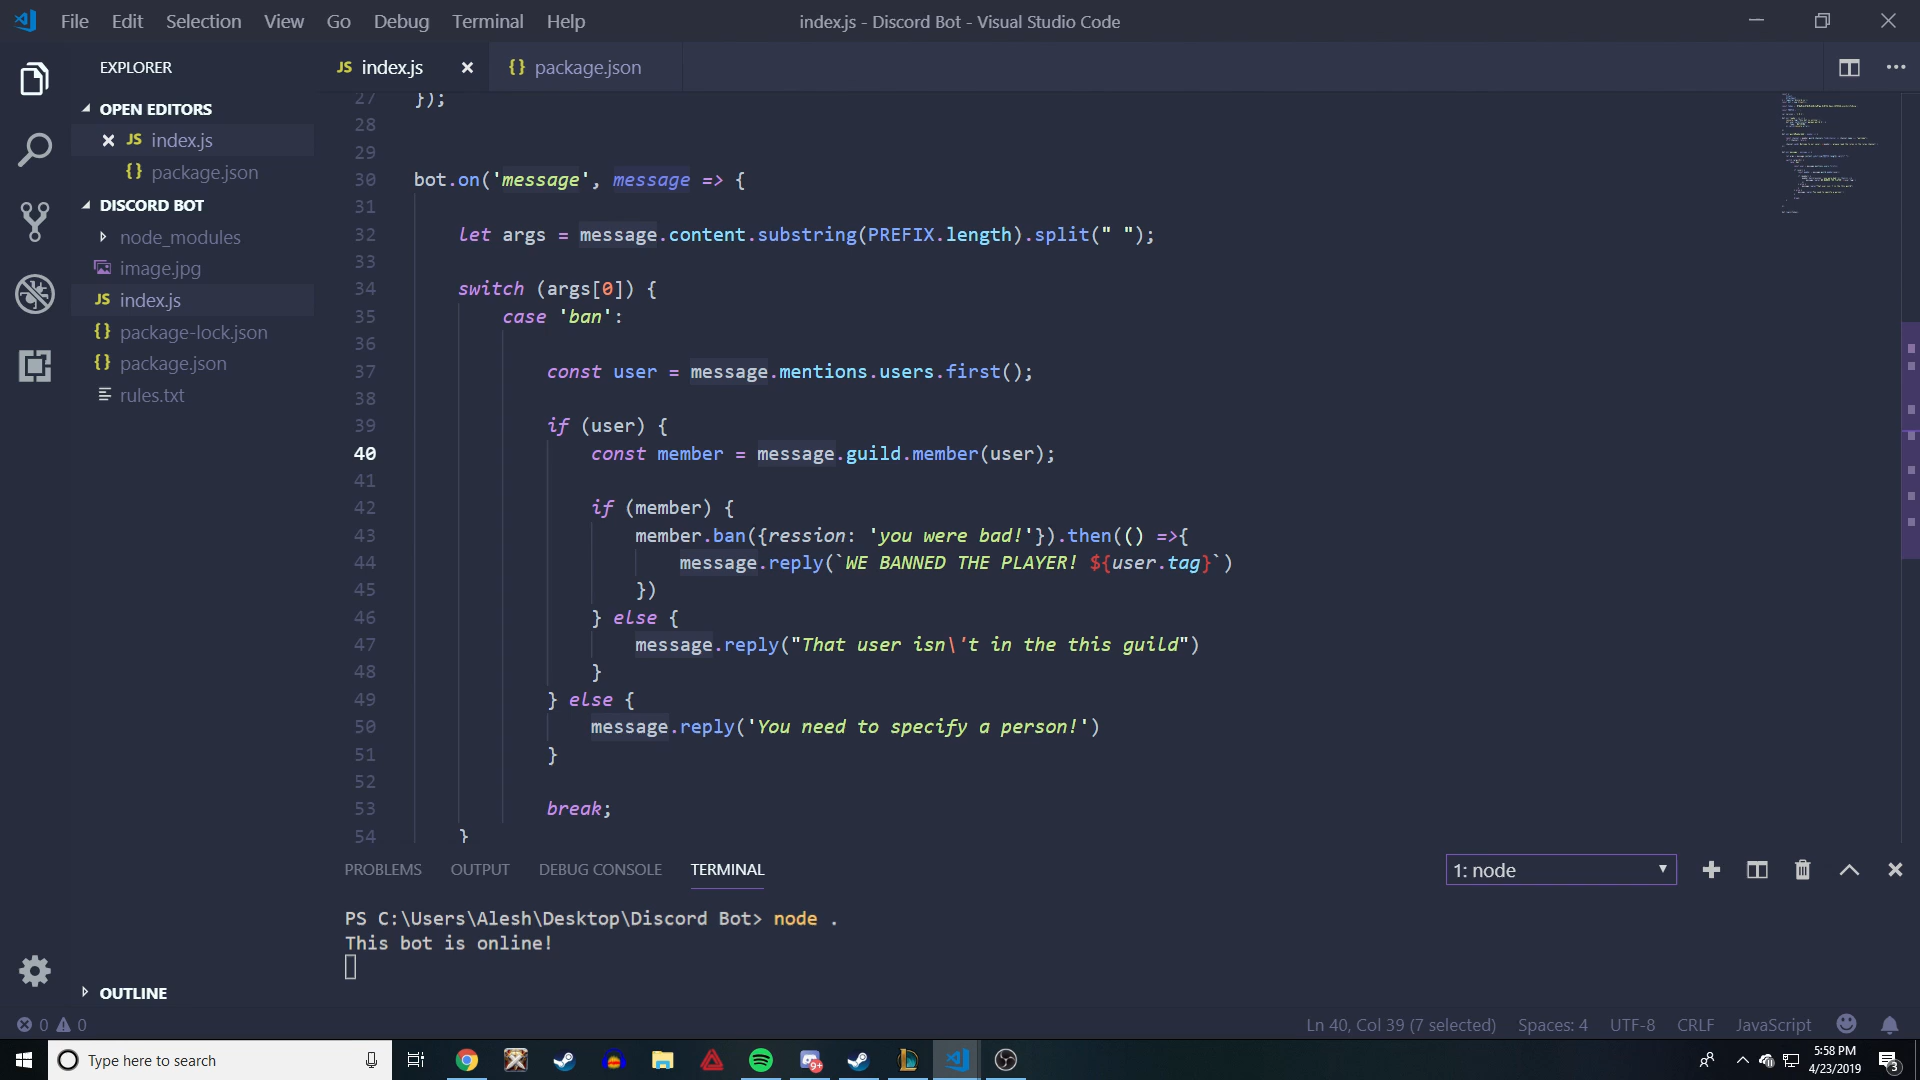 File Edit Selection View Go Debug Terminal Help
index.js - Discord Bot - Visual Studio Code
EXPLORER
OPEN EDITORS
JS index.js
{} package.json
DISCORD BOT
node_modules
image.jpg
JS index.js
{} package-lock.json
{} package.json
rules.txt
OUTLINE
JS index.js
{} package.json
27 });
28
29
30 bot.on('message', message => {
31
32 let args = message.content.substring(PREFIX.length).split(" ");
33
34 switch (args[0]) {
35 case 'ban':
36
37 const user = message.mentions.users.first();
38
39 if (user) {
40 const member = message.guild.member(user);
41
42 if (member) {
43 member.ban({ression: 'you were bad!'}).then(() =>{
44 message.reply(`WE BANNED THE PLAYER! ${user.tag}`)
45 })
46 } else {
47 message.reply("That user isn\'t in the this guild")
48 }
49 } else {
50 message.reply('You need to specify a person!')
51 }
52
53 break;
54 }
PROBLEMS OUTPUT DEBUG CONSOLE TERMINAL
1: node
PS C:\Users\Alesh\Desktop\Discord Bot> node .
This bot is online!
0 0
Ln 40, Col 39 (7 selected) Spaces: 4 UTF-8 CRLF JavaScript
Type here to search
9+
5:58 PM
4/23/2019
3